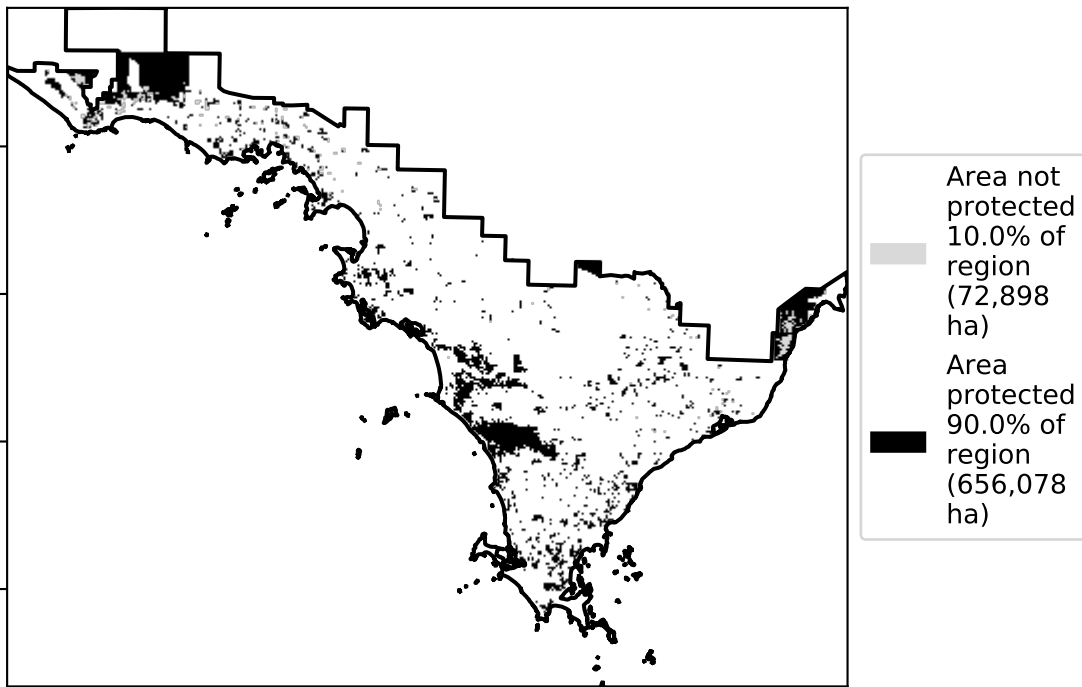 Area not
protected
10.0% of
region
(72,898
ha)
Area
protected
90.0% of
region
(656,078
ha)